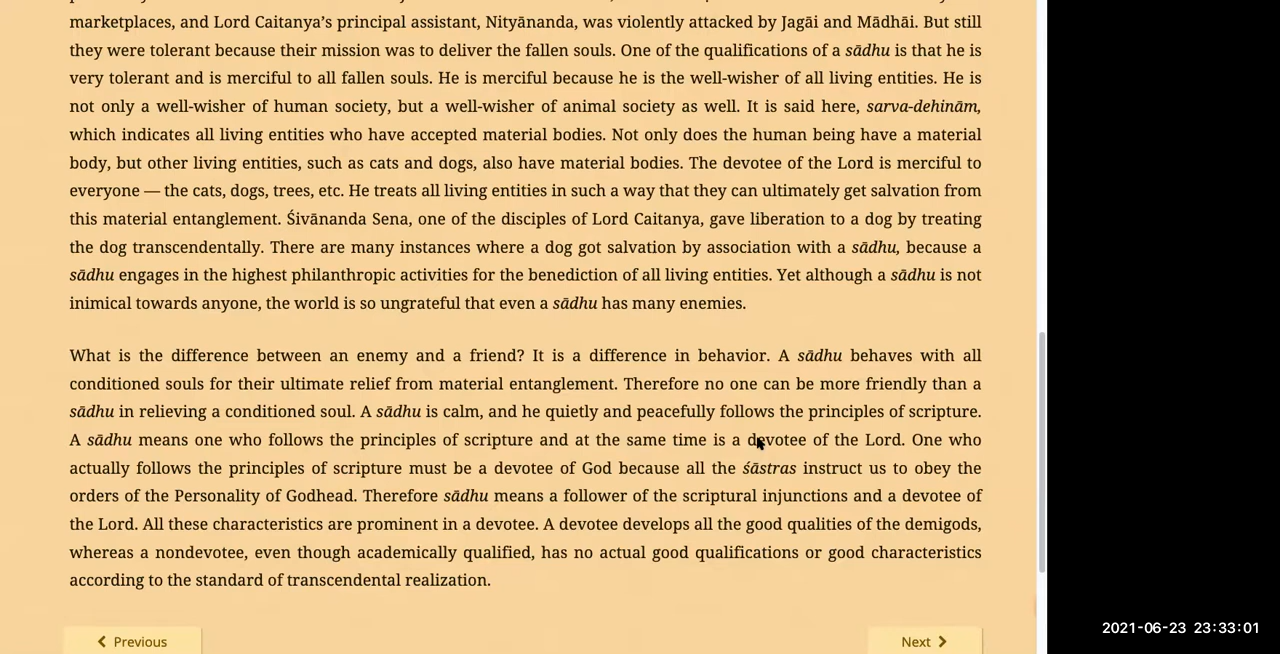 marketplaces, and Lord Caitanya’s principal assistant, Nityānanda, was violently attacked by Jagāi and Mādhāi. But still
they were tolerant because their mission was to deliver the fallen souls. One of the qualifications of a sādhu is that he is
very tolerant and is merciful to all fallen souls. He is merciful because he is the well-wisher of all living entities. He is
not only a well-wisher of human society, but a well-wisher of animal society as well. It is said here, sarva-dehinām,
which indicates all living entities who have accepted material bodies. Not only does the human being have a material
body, but other living entities, such as cats and dogs, also have material bodies. The devotee of the Lord is merciful to
everyone — the cats, dogs, trees, etc. He treats all living entities in such a way that they can ultimately get salvation from
this material entanglement. Śivānanda Sena, one of the disciples of Lord Caitanya, gave liberation to a dog by treating
the dog transcendentally. There are many instances where a dog got salvation by association with a sādhu, because a
sādhu engages in the highest philanthropic activities for the benediction of all living entities. Yet although a sādhu is not
inimical towards anyone, the world is so ungrateful that even a sādhu has many enemies.
What is the difference between an enemy and a friend? It is a difference in behavior. A sādhu behaves with all
conditioned souls for their ultimate relief from material entanglement. Therefore no one can be more friendly than a
sādhu in relieving a conditioned soul. A sādhu is calm, and he quietly and peacefully follows the principles of scripture.
A sādhu means one who follows the principles of scripture and at the same time is a devotee of the Lord. One who
actually follows the principles of scripture must be a devotee of God because all the śāstras instruct us to obey the
orders of the Personality of Godhead. Therefore sādhu means a follower of the scriptural injunctions and a devotee of
the Lord. All these characteristics are prominent in a devotee. A devotee develops all the good qualities of the demigods,
whereas a nondevotee, even though academically qualified, has no actual good qualifications or good characteristics
according to the standard of transcendental realization.
Previous
Next
2021-06-23 23:33:01